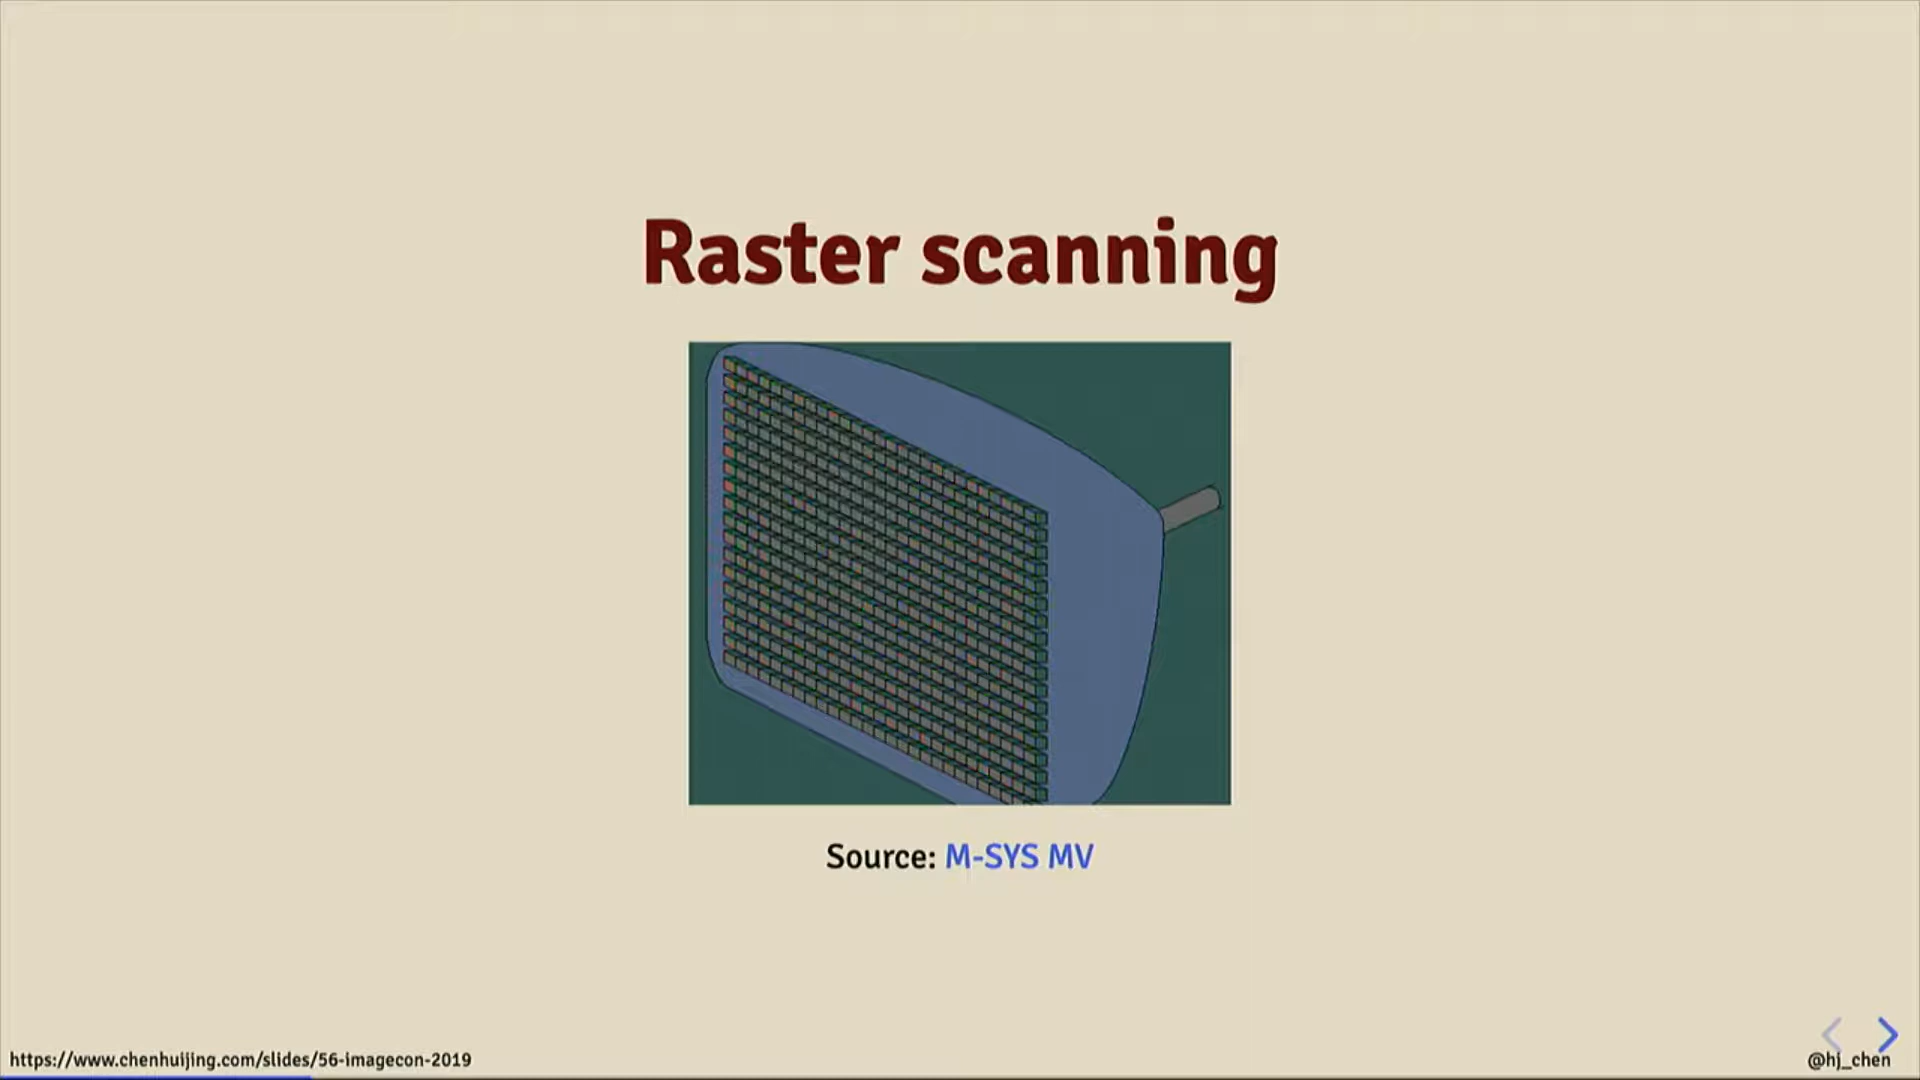 Raster scanning
Source: M-SYS MV
https://www.chenhuijing.com/slides/56-imagecon-2019
@hj_chen